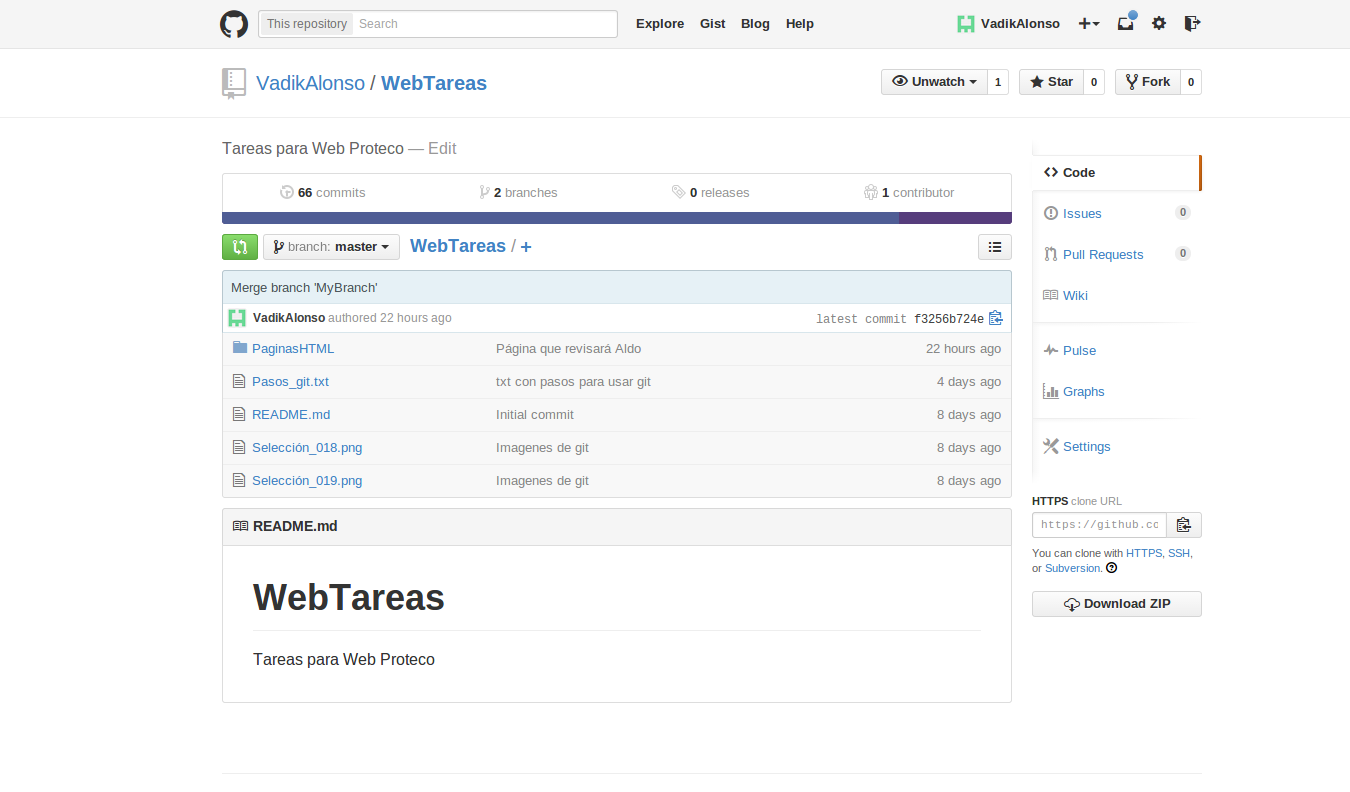 This repository Search Explore Gist Blog Help VadikAlonso
VadikAlonso / WebTareas Unwatch 1 Star 0 Fork 0
Tareas para Web Proteco — Edit
66 commits 2 branches 0 releases 1 contributor
branch: master WebTareas / +
Merge branch 'MyBranch'
VadikAlonso authored 22 hours ago latest commit f3256b724e
PaginasHTML Página que revisará Aldo 22 hours ago
Pasos_git.txt txt con pasos para usar git 4 days ago
README.md Initial commit 8 days ago
Selección_018.png Imagenes de git 8 days ago
Selección_019.png Imagenes de git 8 days ago
README.md
WebTareas
Tareas para Web Proteco
Code
Issues 0
Pull Requests 0
Wiki
Pulse
Graphs
Settings
HTTPS clone URL
https://github.cc
You can clone with HTTPS, SSH,
or Subversion.
Download ZIP